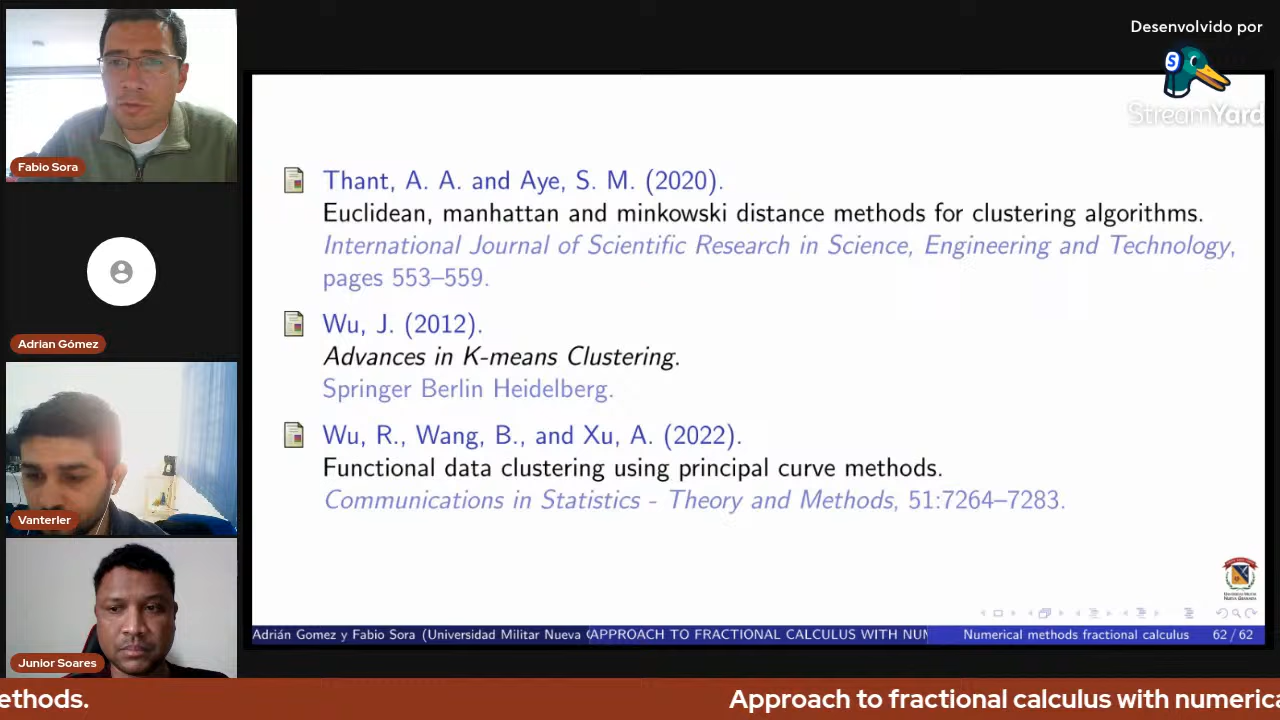 Desenvolvido por
StreamYard
Fabio Sora
Adrian Gómez
Vanterler
Junior Soares
Thant, A. A. and Aye, S. M. (2020).
Euclidean, manhattan and minkowski distance methods for clustering algorithms.
International Journal of Scientific Research in Science, Engineering and Technology,
pages 553–559.
Wu, J. (2012).
Advances in K-means Clustering.
Springer Berlin Heidelberg.
Wu, R., Wang, B., and Xu, A. (2022).
Functional data clustering using principal curve methods.
Communications in Statistics - Theory and Methods, 51:7264–7283.
Adrián Gomez y Fabio Sora (Universidad Militar Nueva G
APPROACH TO FRACTIONAL CALCULUS WITH NUM
Numerical methods fractional calculus 62 / 62
ethods. Approach to fractional calculus with numerica